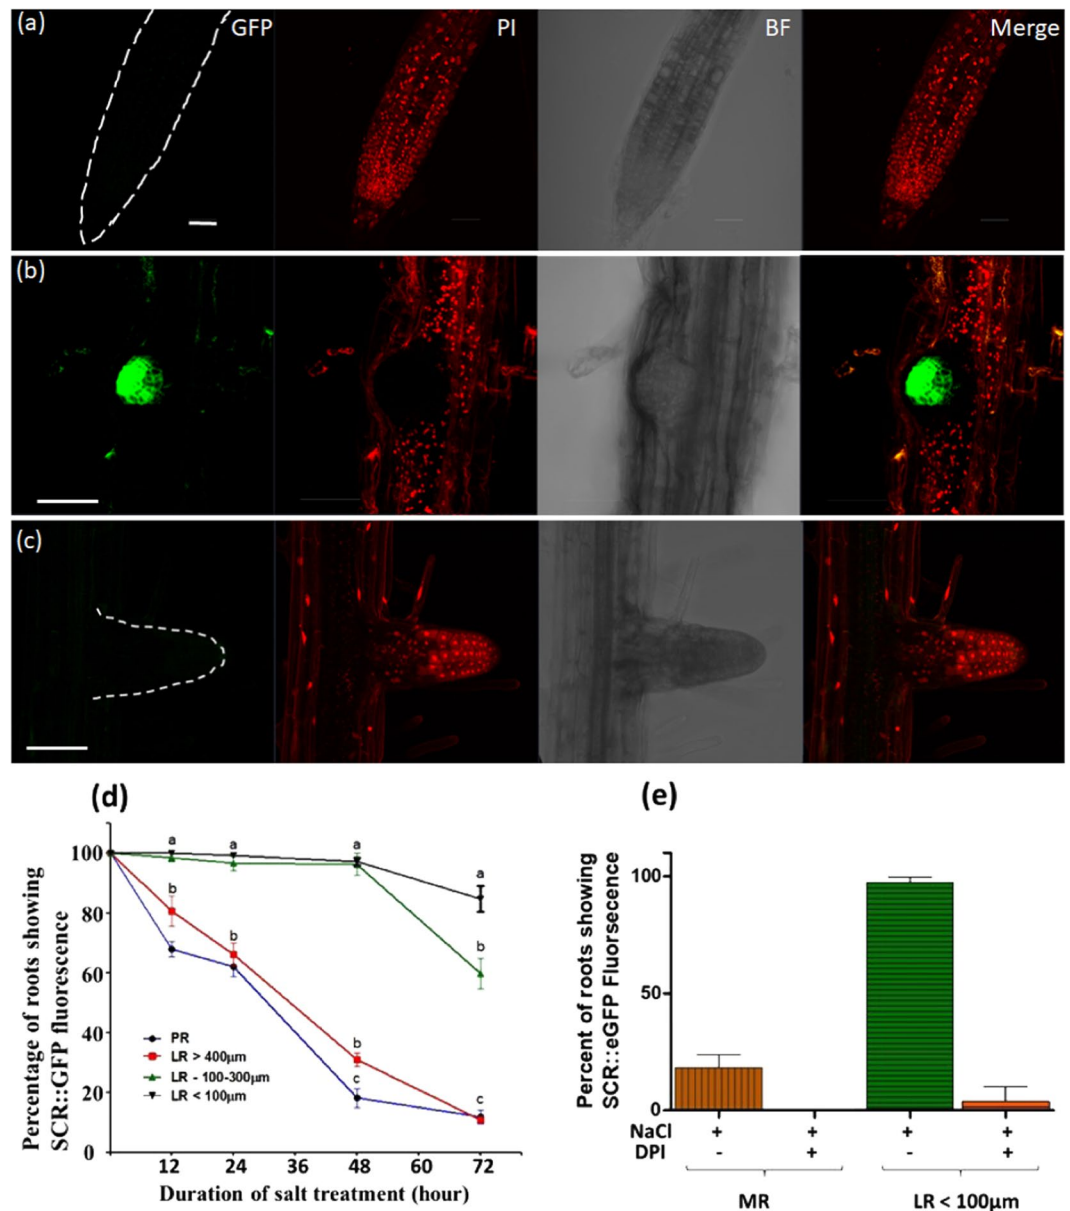 (a) GFP PI BF Merge
(b)
(c)
(d)
Percentage of roots showing
SCR::GFP fluorescence
100
80
60
40
20
0
a a a a
b b b b
c c
PR
LR > 400μm
LR - 100-300μm
LR < 100μm
12 24 36 48 60 72
Duration of salt treatment (hour)
(e)
Percent of roots showing
SCR::eGFP Fluorsecence
100
50
0
NaCl + + + +
DPI - + - +
MR LR < 100μm